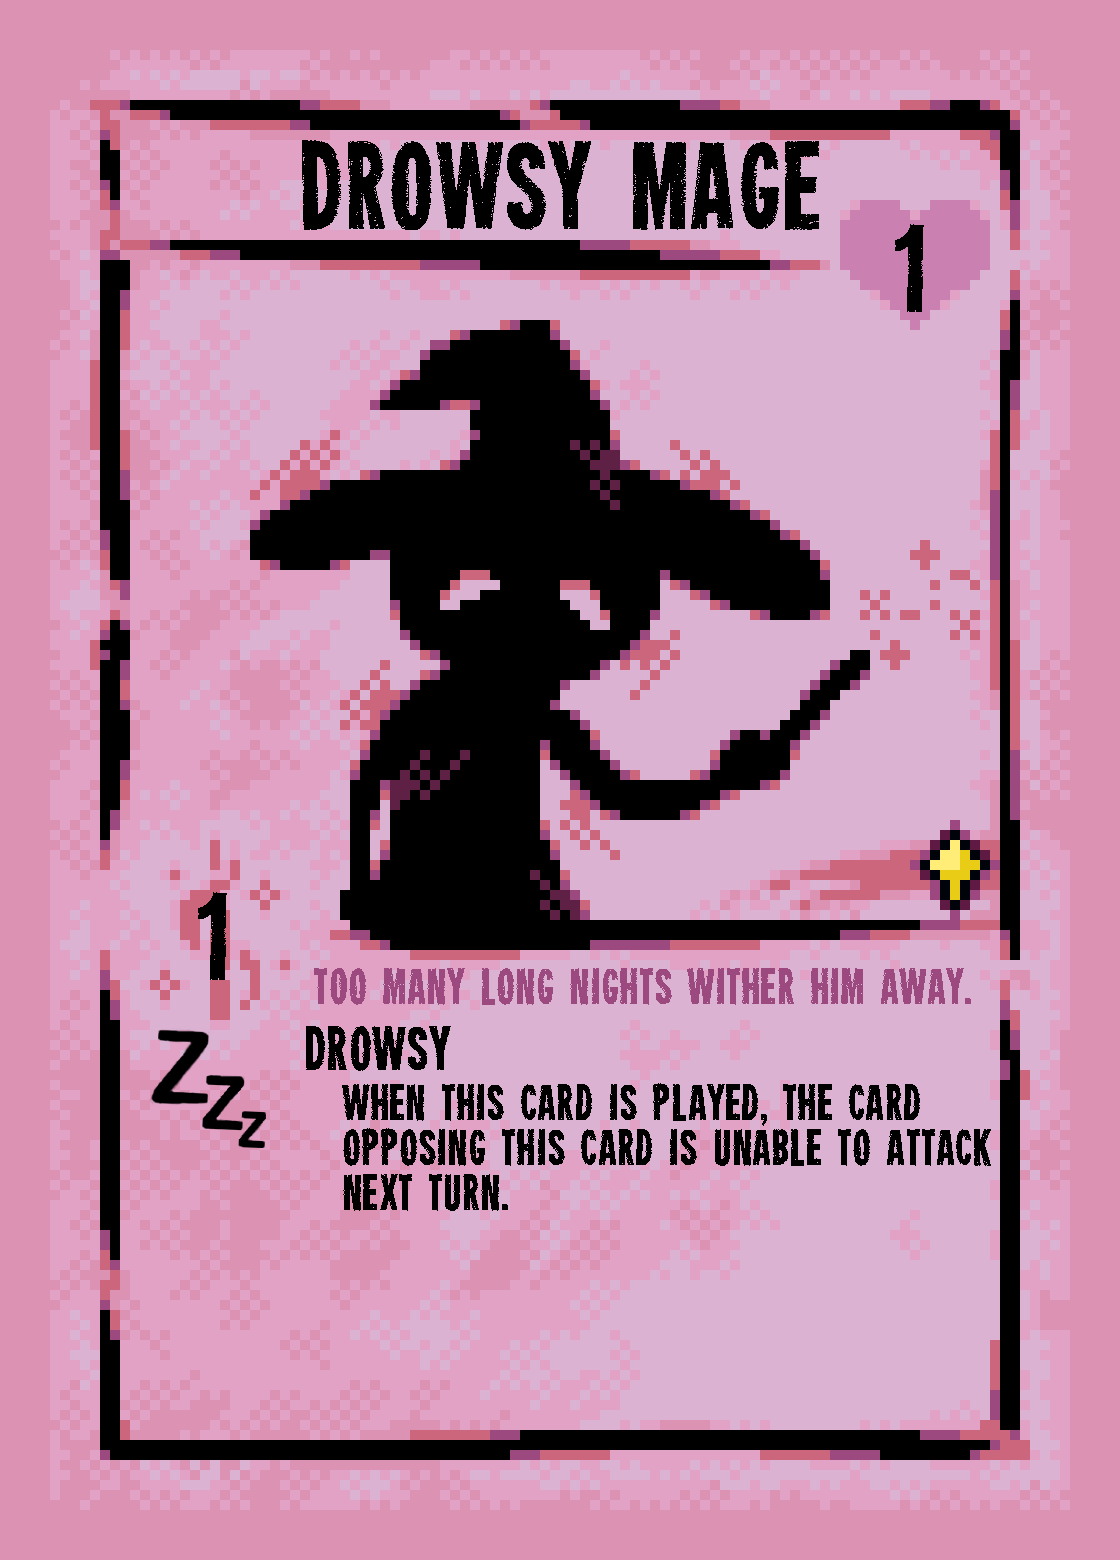 DROWSY MAGE
1
1
TOO MANY LONG NIGHTS WITHER HIM AWAY.
ZZZ
DROWSY
WHEN THIS CARD IS PLAYED, THE CARD
OPPOSING THIS CARD IS UNABLE TO ATTACK
NEXT TURN.